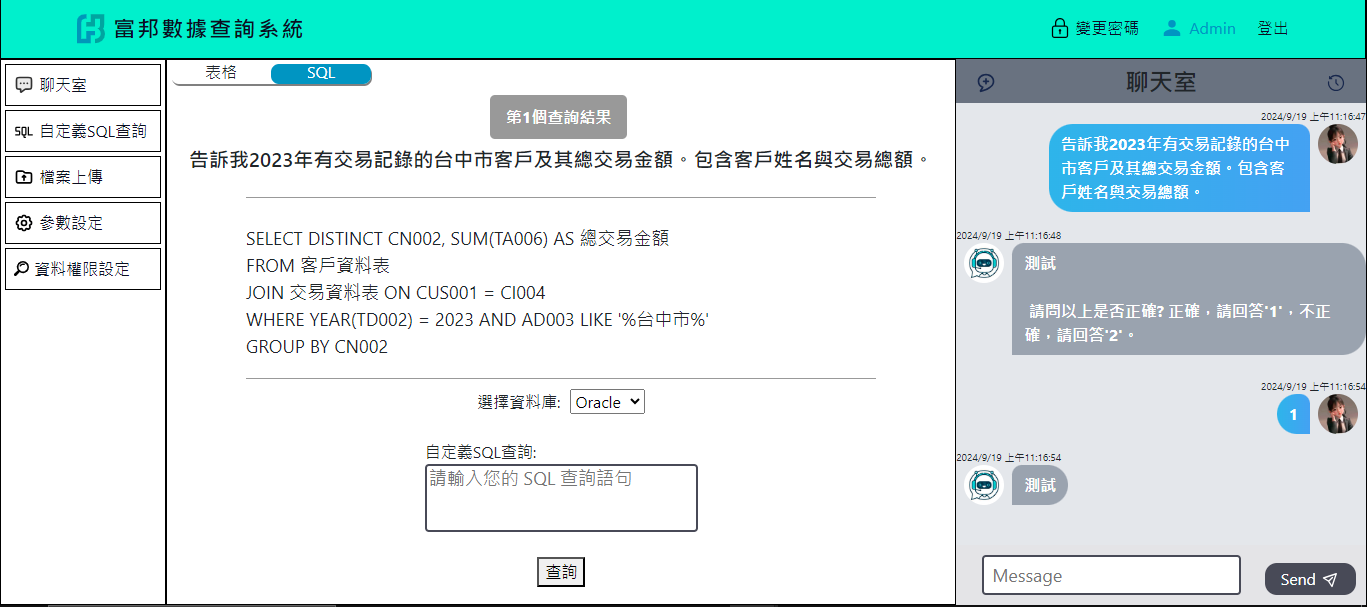 富邦數據查詢系統
變更密碼
Admin
登出
聊天室
SQL 自定義SQL查詢
檔案上傳
參數設定
資料權限設定
表格
SQL
第1個查詢結果
告訴我2023年有交易記錄的台中市客戶及其總交易金額。包含客戶姓名與交易總額。
SELECT DISTINCT CN002, SUM(TA006) AS 總交易金額
FROM 客戶資料表
JOIN 交易資料表 ON CUS001 = CI004
WHERE YEAR(TD002) = 2023 AND AD003 LIKE '%台中市%'
GROUP BY CN002
選擇資料庫: Oracle
自定義SQL查詢:
請輸入您的 SQL 查詢語句
查詢
聊天室
2024/9/19 上午11:16:47
告訴我2023年有交易記錄的台中
市客戶及其總交易金額。包含客
戶姓名與交易總額。
2024/9/19 上午11:16:48
測試
請問以上是否正確? 正確，請回答'1'，不正
確，請回答'2'。
2024/9/19 上午11:16:54
1
2024/9/19 上午11:16:54
測試
Message
Send